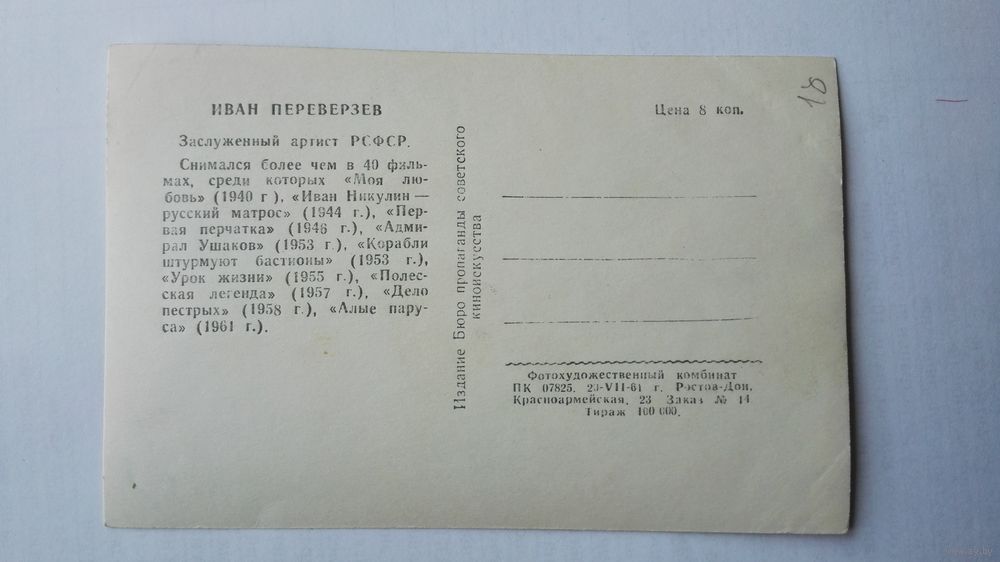 ИВАН ПЕРЕВЕРЗЕВ
Заслуженный артист РСФСР.
Снимался более чем в 40 филь-
мах, среди которых «Моя лю-
бовь» (1940 г ), «Иван Никулин —
русский матрос» (1944 г.), «Пер-
вая перчатка» (1946 г.), «Адми-
рал Ушаков» (1953 г.), «Корабли
штурмуют бастионы» (1953 г.),
«Урок жизни» (1955 г.), «Полес-
ская легенда» (1957 г.), «Дело
пестрых» (1958 г.), «Алые пару-
са» (1961 г.).
Издание Бюро пропаганды советского
киноискусства
Цена 8 коп.
18
Фотохудожественный комбинат
ПК 07825. 20-VII-61 г. Ростов-Дон,
Красноармейская, 23 Заказ № 14
Тираж 100 000.